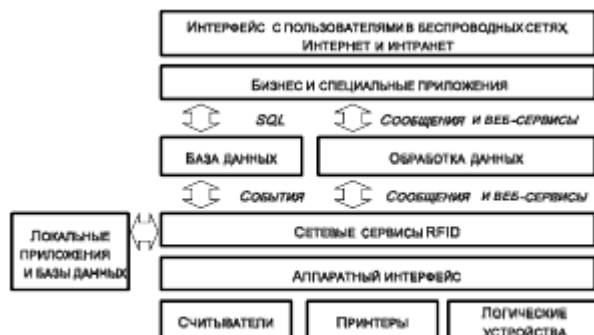 ИНТЕРФЕЙС С ПОЛЬЗОВАТЕЛЯМИ В БЕСПРОВОДНЫХ СЕТЯХ,
ИНТЕРНЕТ И ИНТРАНЕТ
БИЗНЕС И СПЕЦИАЛЬНЫЕ ПРИЛОЖЕНИЯ
SQL
СООБЩЕНИЯ И ВЕБ-СЕРВИСЫ
БАЗА ДАННЫХ
ОБРАБОТКА ДАННЫХ
СОБЫТИЯ
СООБЩЕНИЯ И ВЕБ-СЕРВИСЫ
ЛОКАЛЬНЫЕ
ПРИЛОЖЕНИЯ
И БАЗЫ ДАННЫХ
СЕТЕВЫЕ СЕРВИСЫ RFID
АППАРАТНЫЙ ИНТЕРФЕЙС
СЧИТЫВАТЕЛИ
ПРИНТЕРЫ
ЛОГИЧЕСКИЕ
УСТРОЙСТВА